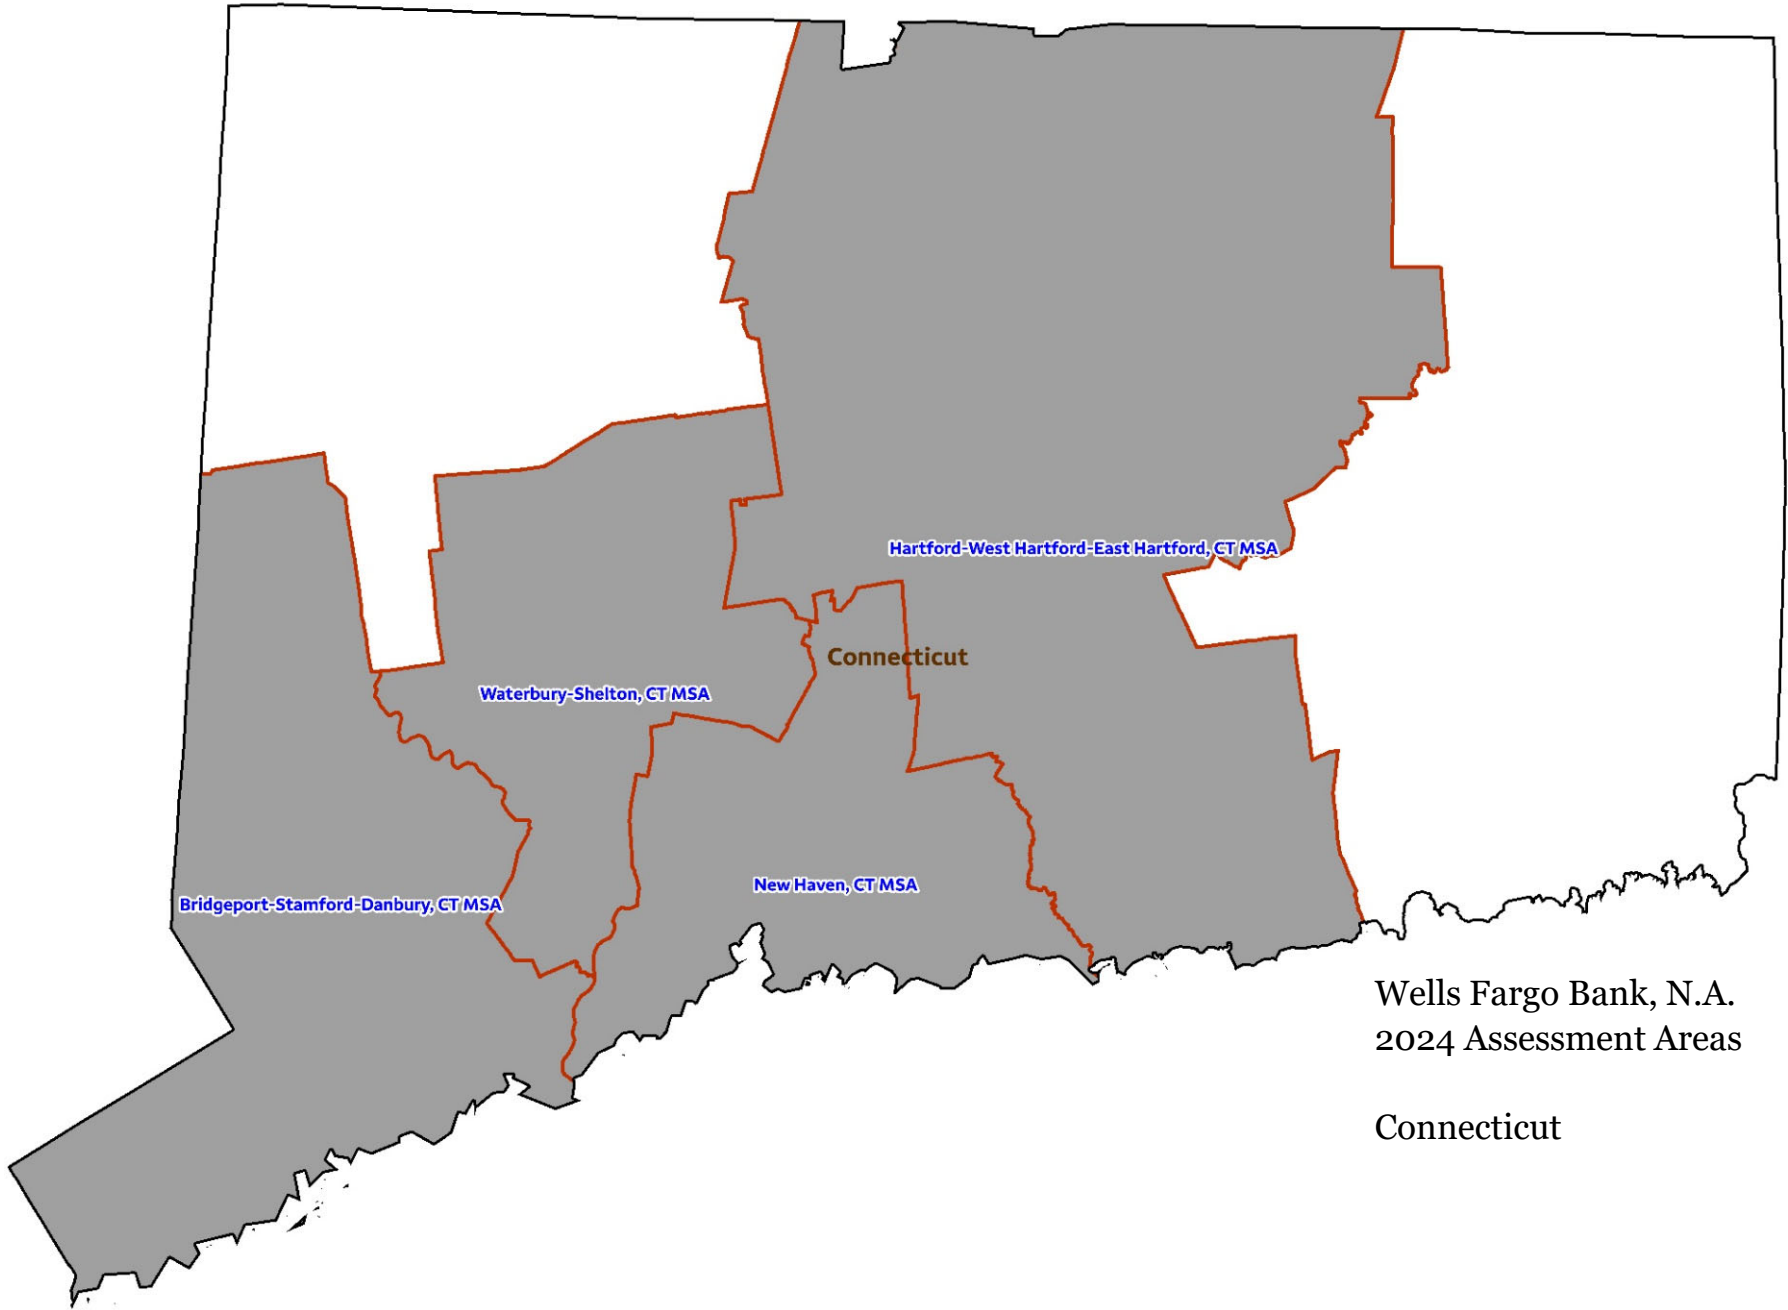 Hartford-West Hartford-East Hartford, CT MSA
Connecticut
Waterbury-Shelton, CT MSA
New Haven, CT MSA
Bridgeport-Stamford-Danbury, CT MSA
Wells Fargo Bank, N.A.
2024 Assessment Areas
Connecticut